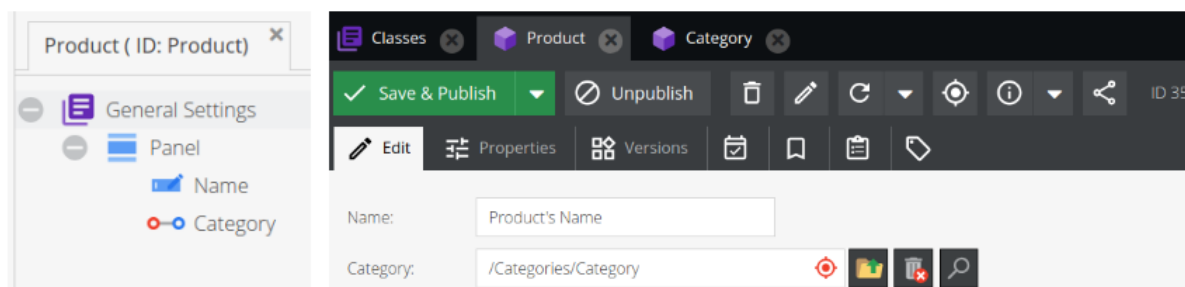 Product ( ID: Product)
General Settings
Panel
Name
Category
Classes Product Category
Save & Publish Unpublish ID 35
Edit Properties Versions
Name: Product's Name
Category: /Categories/Category